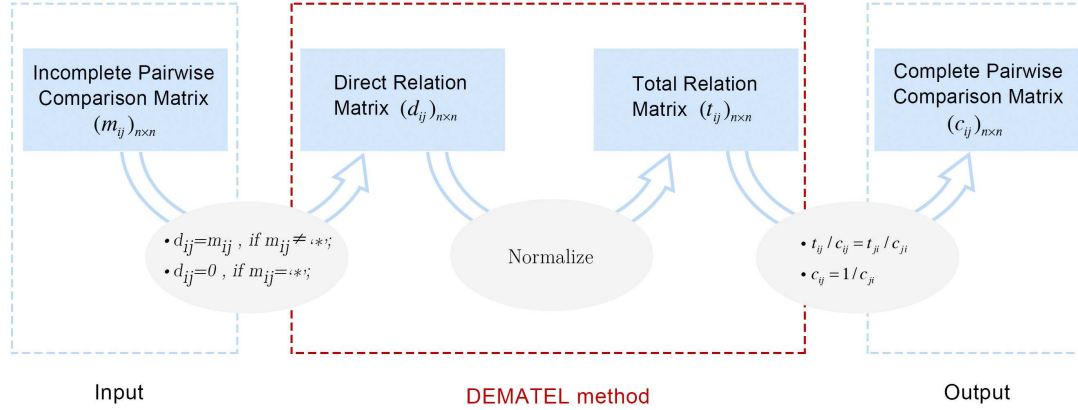 Incomplete Pairwise
Comparison Matrix
(m_ij)_n×n
Direct Relation
Matrix (d_ij)_n×n
Total Relation
Matrix (t_ij)_n×n
Complete Pairwise
Comparison Matrix
(c_ij)_n×n
• d_ij=m_ij , if m_ij≠‘*’;
• d_ij=0 , if m_ij=‘*’;
Normalize
• t_ij / c_ij = t_ji / c_ji
• c_ij = 1 / c_ji
Input
DEMATEL method
Output